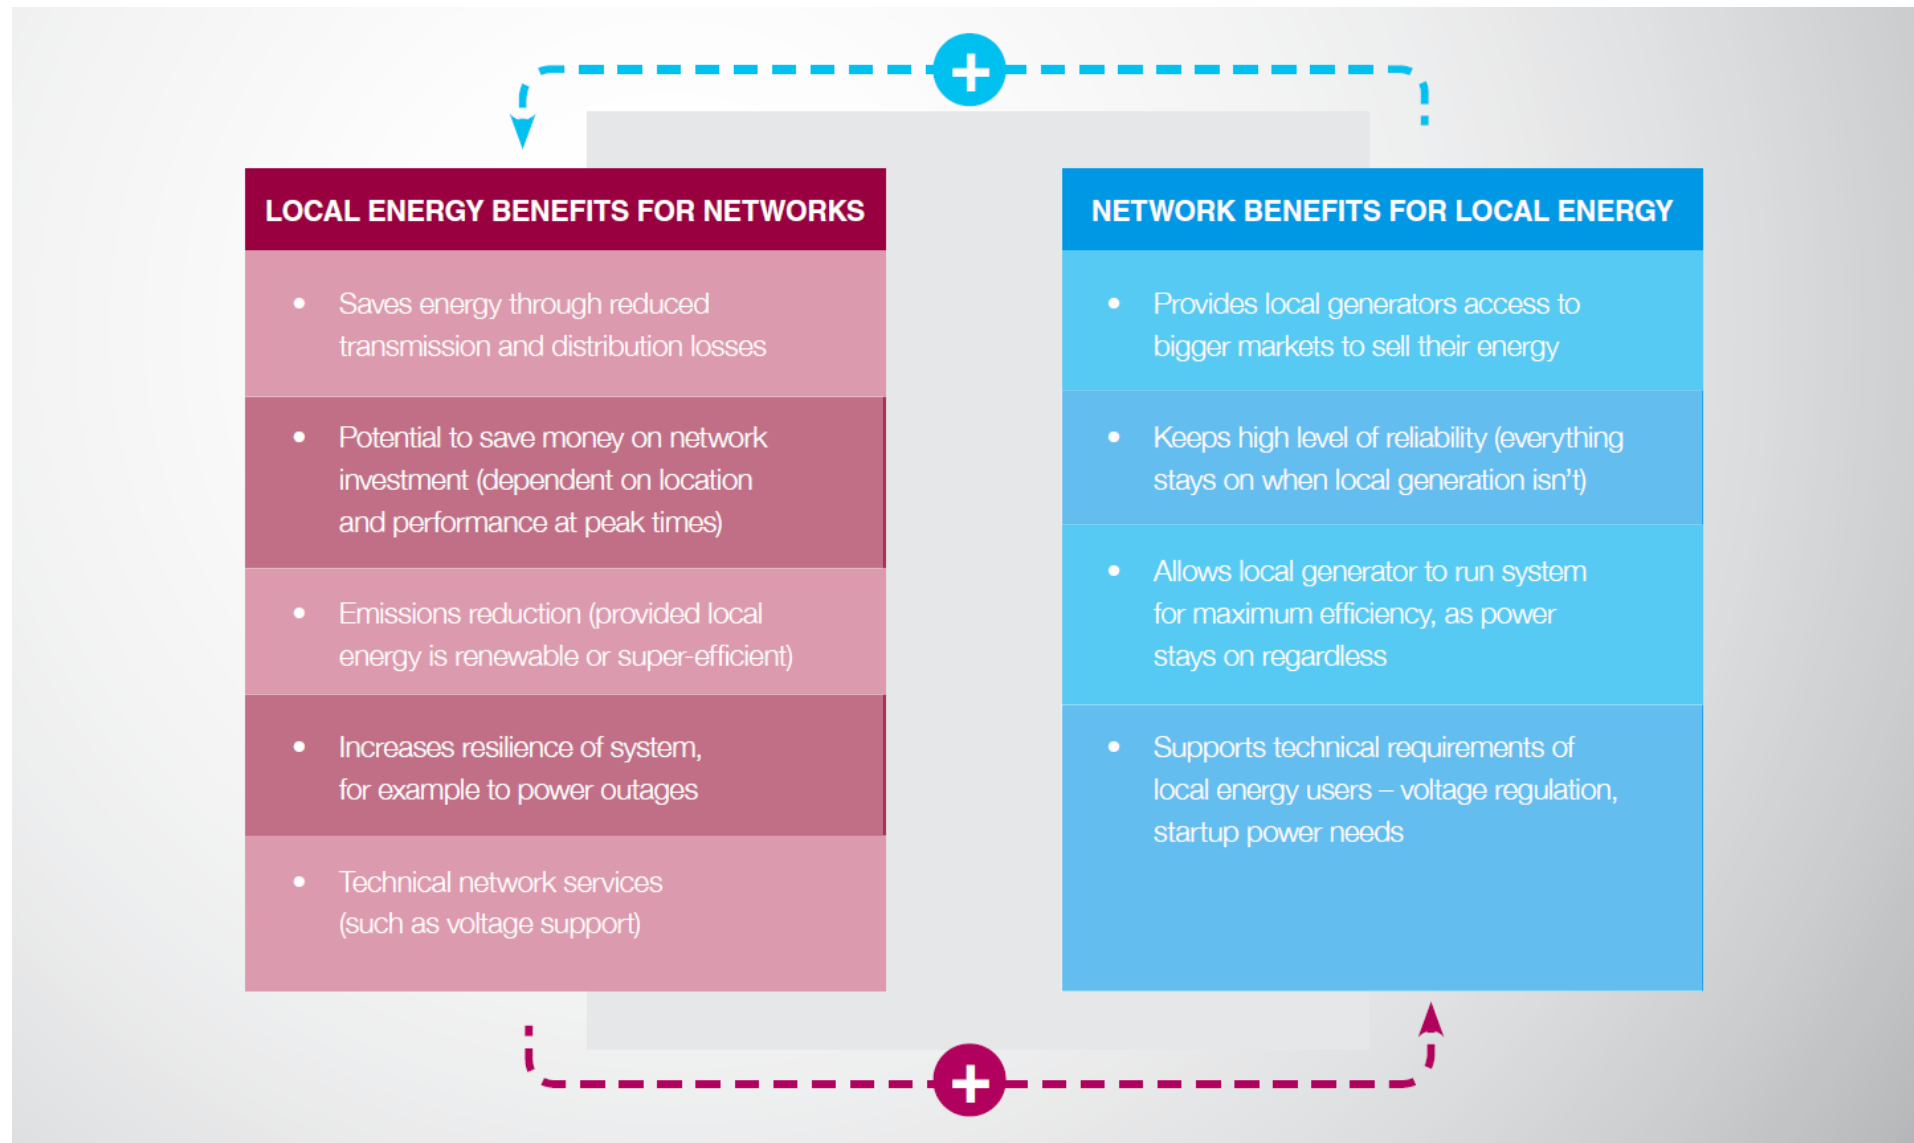 LOCAL ENERGY BENEFITS FOR NETWORKS
• Saves energy through reduced
transmission and distribution losses
• Potential to save money on network
investment (dependent on location
and performance at peak times)
• Emissions reduction (provided local
energy is renewable or super-efficient)
• Increases resilience of system,
for example to power outages
• Technical network services
(such as voltage support)
NETWORK BENEFITS FOR LOCAL ENERGY
• Provides local generators access to
bigger markets to sell their energy
• Keeps high level of reliability (everything
stays on when local generation isn’t)
• Allows local generator to run system
for maximum efficiency, as power
stays on regardless
• Supports technical requirements of
local energy users – voltage regulation,
startup power needs